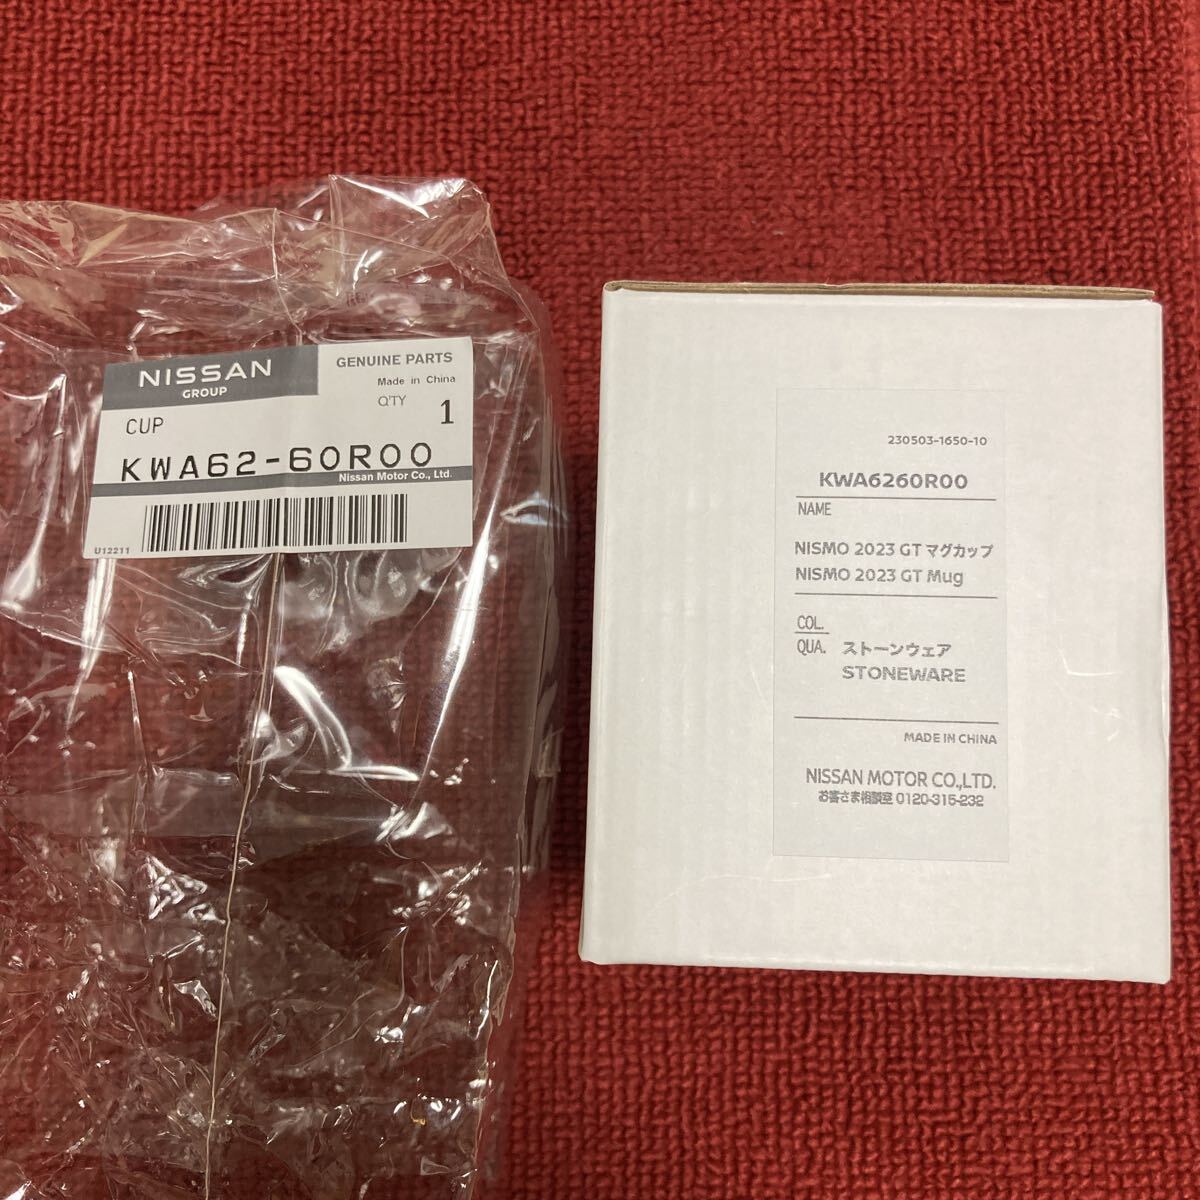 NISSAN
GROUP
GENUINE PARTS
Made in China
Q'TY
1
CUP
KWA62-60R00
Nissan Motor Co., Ltd.
U12211
230503-1650-10
KWA6260R00
NAME
NISMO 2023 GT マグカップ
NISMO 2023 GT Mug
COL.
QUA. ストーンウェア
STONEWARE
MADE IN CHINA
NISSAN MOTOR CO.,LTD.
お客さま相談室 0120-315-232